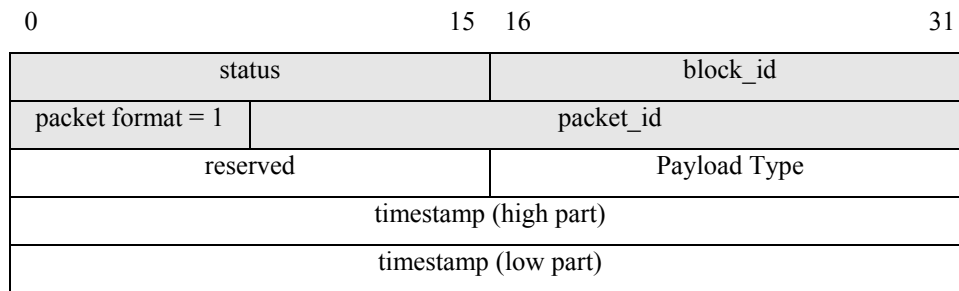 0 15 16 31
status block_id
packet format = 1 packet_id
reserved Payload Type
timestamp (high part)
timestamp (low part)